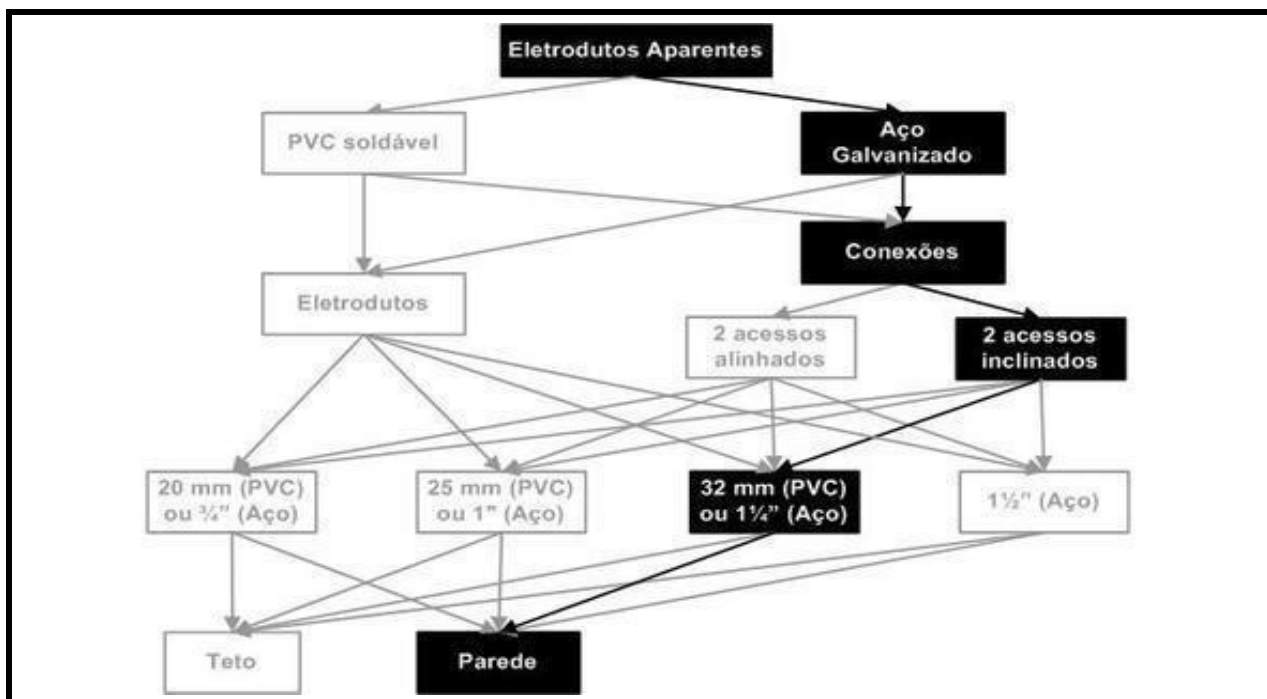 Eletrodutos Aparentes
PVC soldável
Aço
Galvanizado
Conexões
Eletrodutos
2 acessos
alinhados
2 acessos
inclinados
20 mm (PVC)
ou ¾” (Aço)
25 mm (PVC)
ou 1" (Aço)
32 mm (PVC)
ou 1¼” (Aço)
1½” (Aço)
Teto
Parede